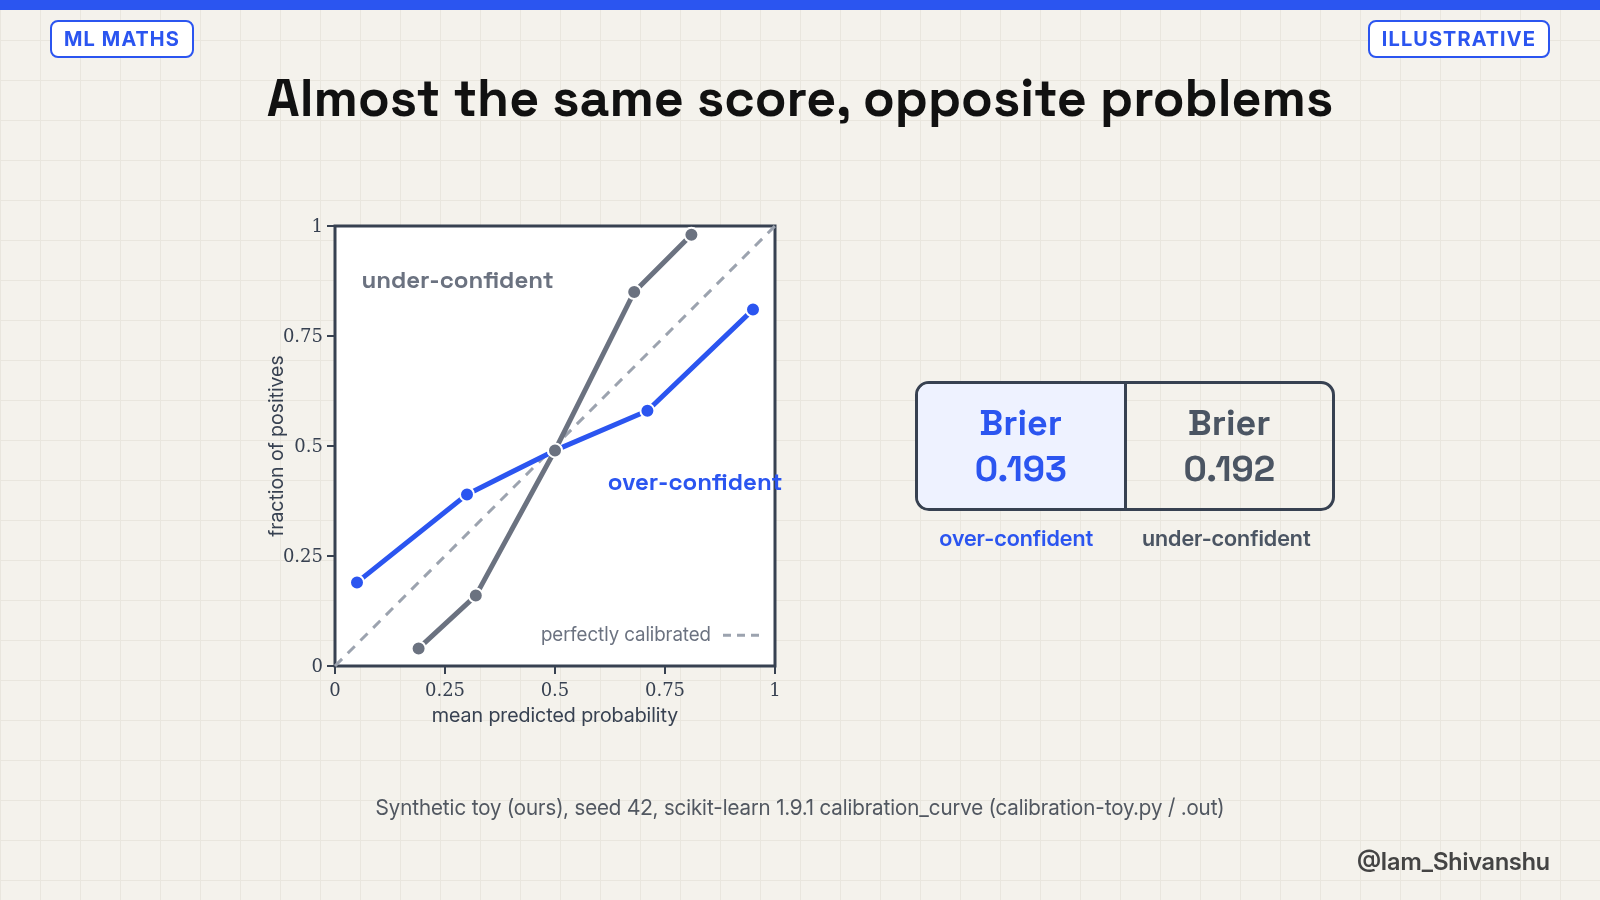 ML MATHS
ILLUSTRATIVE
Almost the same score, opposite problems
1
0.75
0.5
0.25
0
fraction of positives
under-confident
over-confident
perfectly calibrated
0 0.25 0.5 0.75 1
mean predicted probability
Brier
0.193
Brier
0.192
over-confident
under-confident
Synthetic toy (ours), seed 42, scikit-learn 1.9.1 calibration_curve (calibration-toy.py / .out)
@Iam_Shivanshu